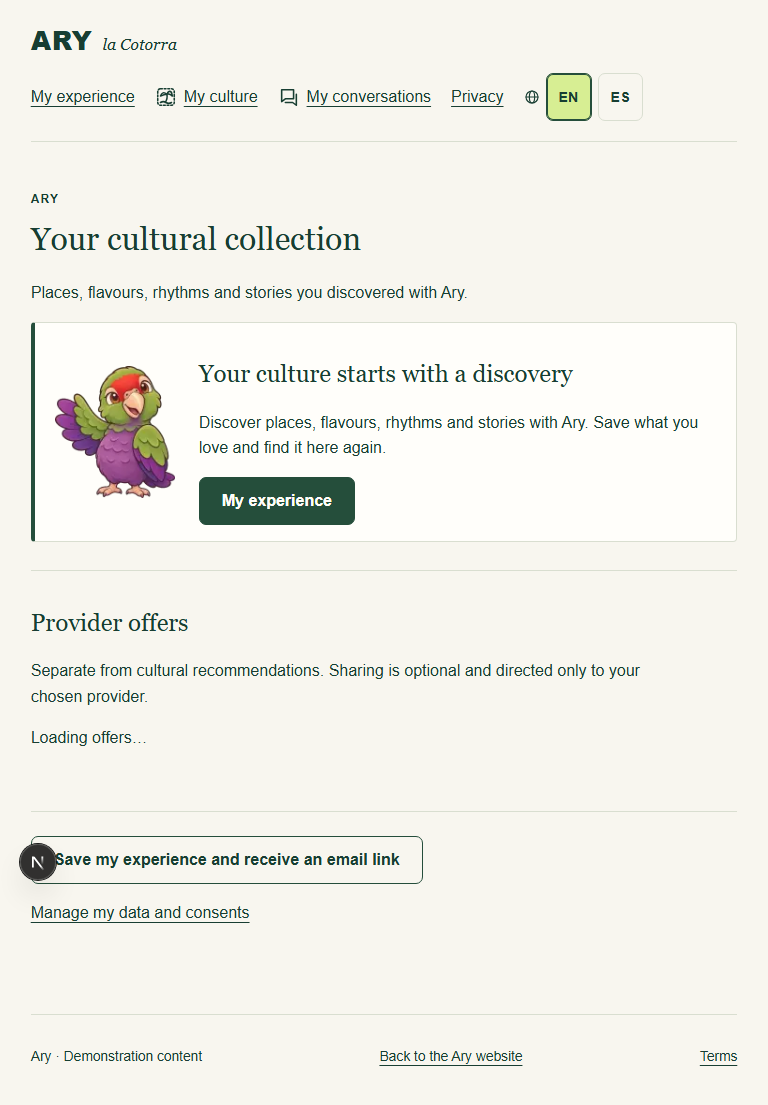 ARY la Cotorra
My experience My culture My conversations Privacy EN ES
ARY
Your cultural collection
Places, flavours, rhythms and stories you discovered with Ary.
Your culture starts with a discovery
Discover places, flavours, rhythms and stories with Ary. Save what you
love and find it here again.
My experience
Provider offers
Separate from cultural recommendations. Sharing is optional and directed only to your
chosen provider.
Loading offers…
N Save my experience and receive an email link
Manage my data and consents
Ary · Demonstration content Back to the Ary website Terms